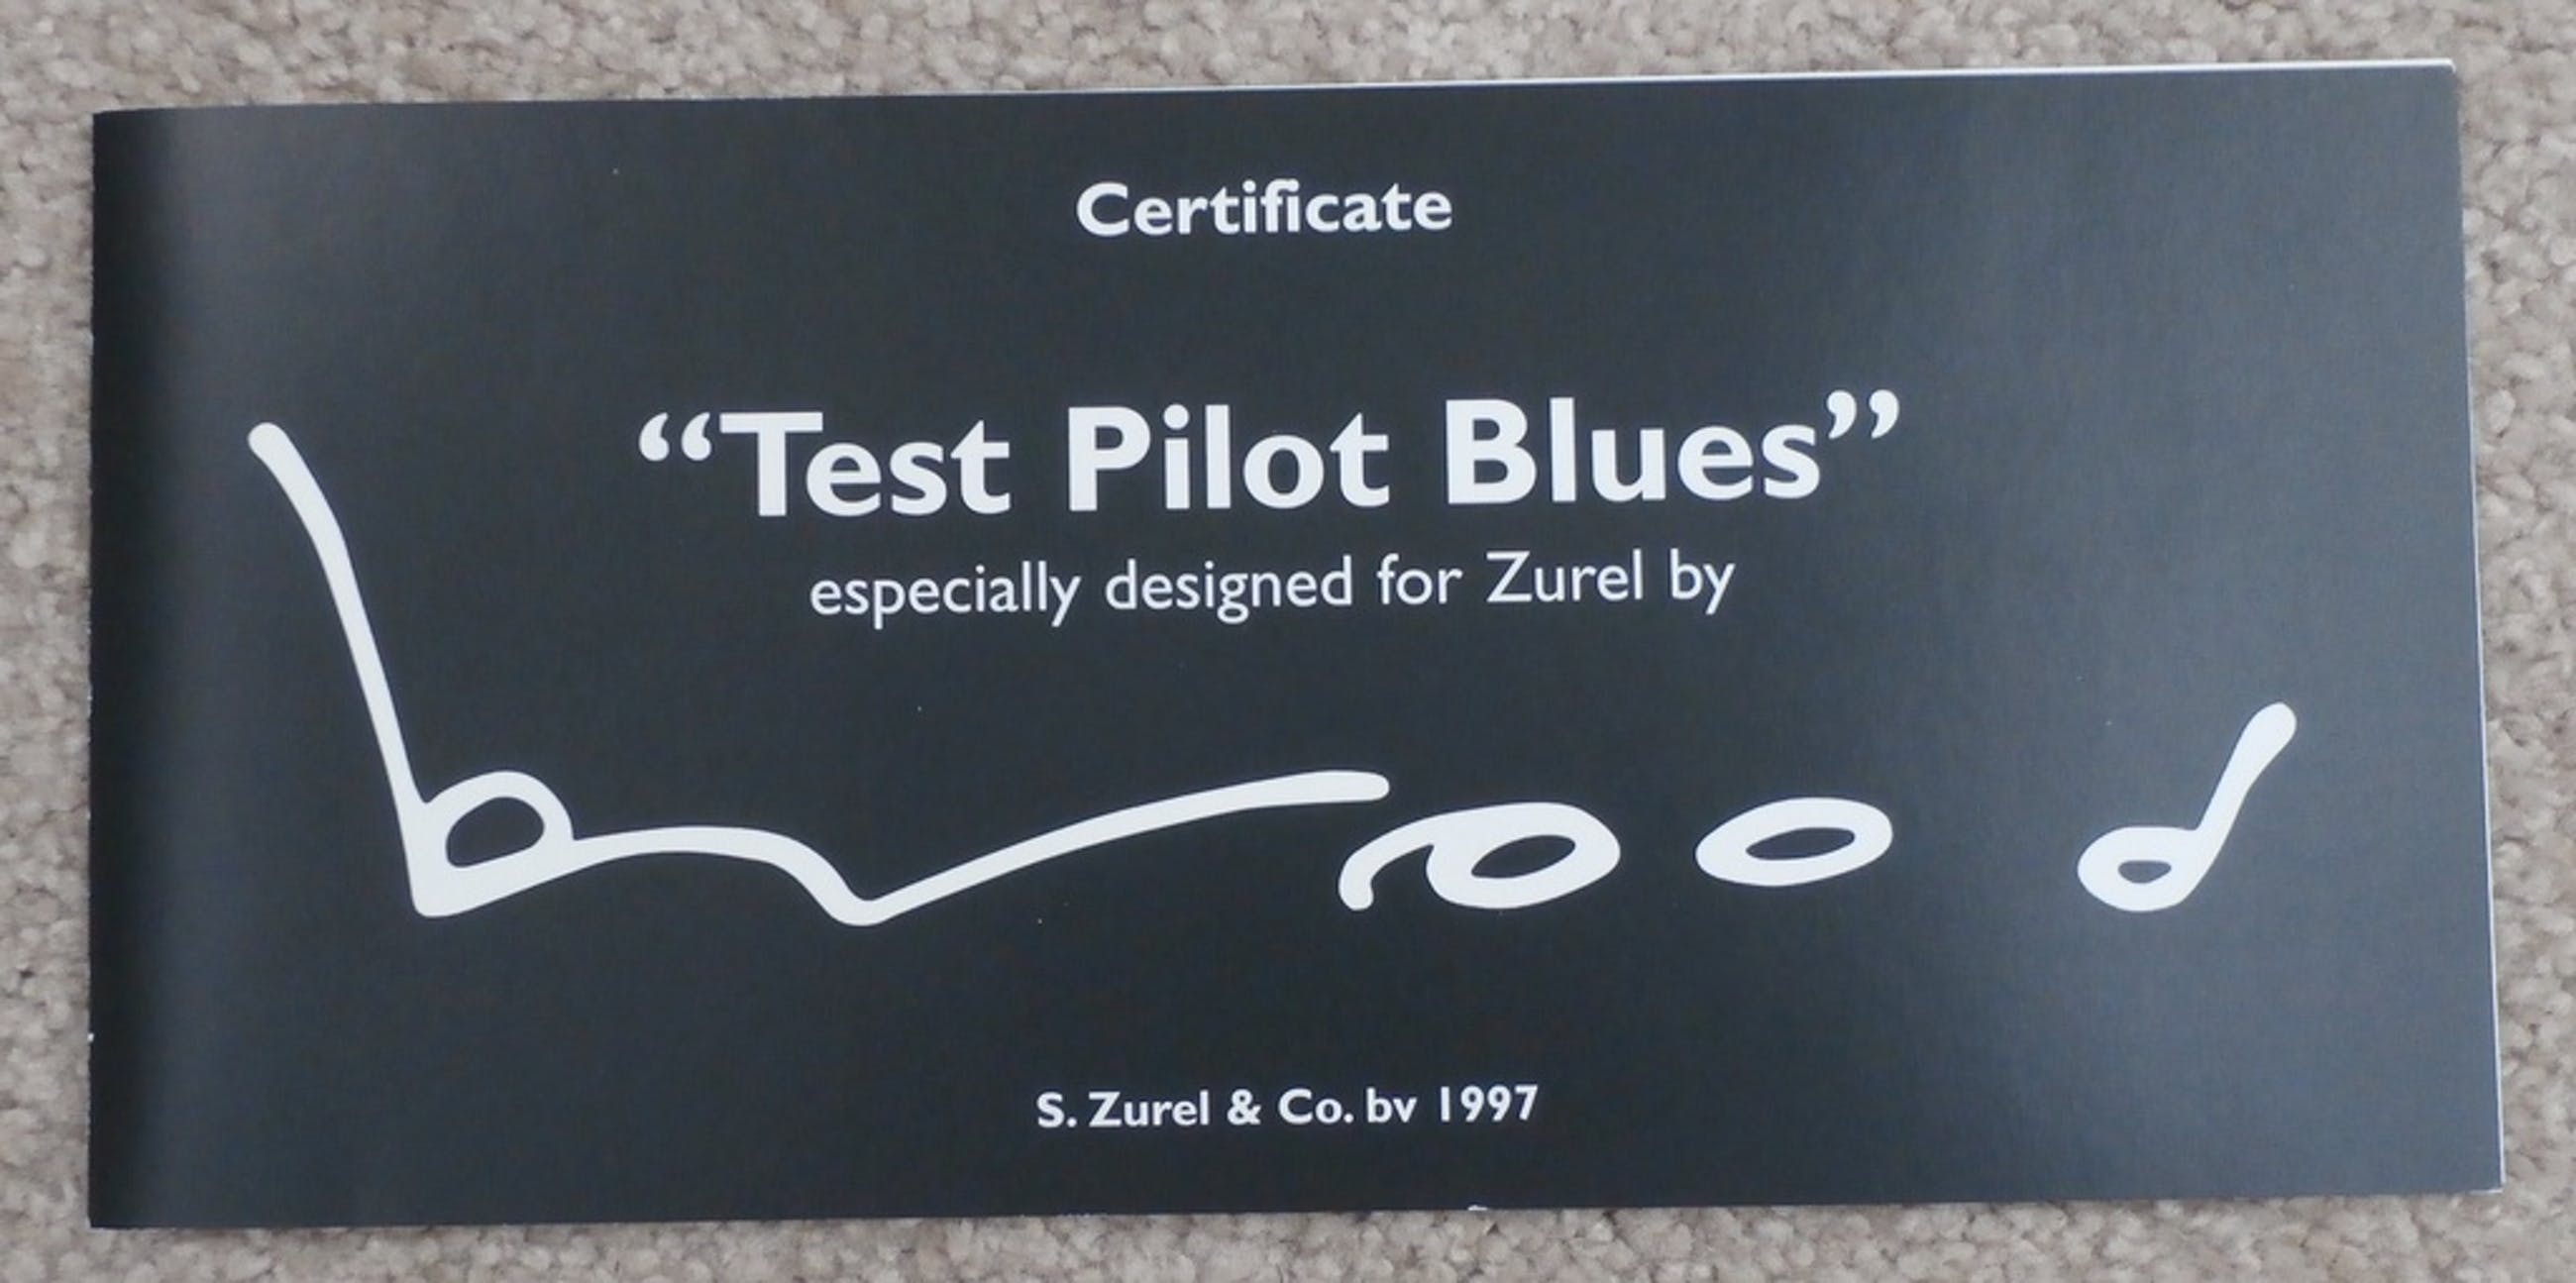 Certificate
“Test Pilot Blues”
especially designed for Zurel by
S. Zurel & Co. bv 1997